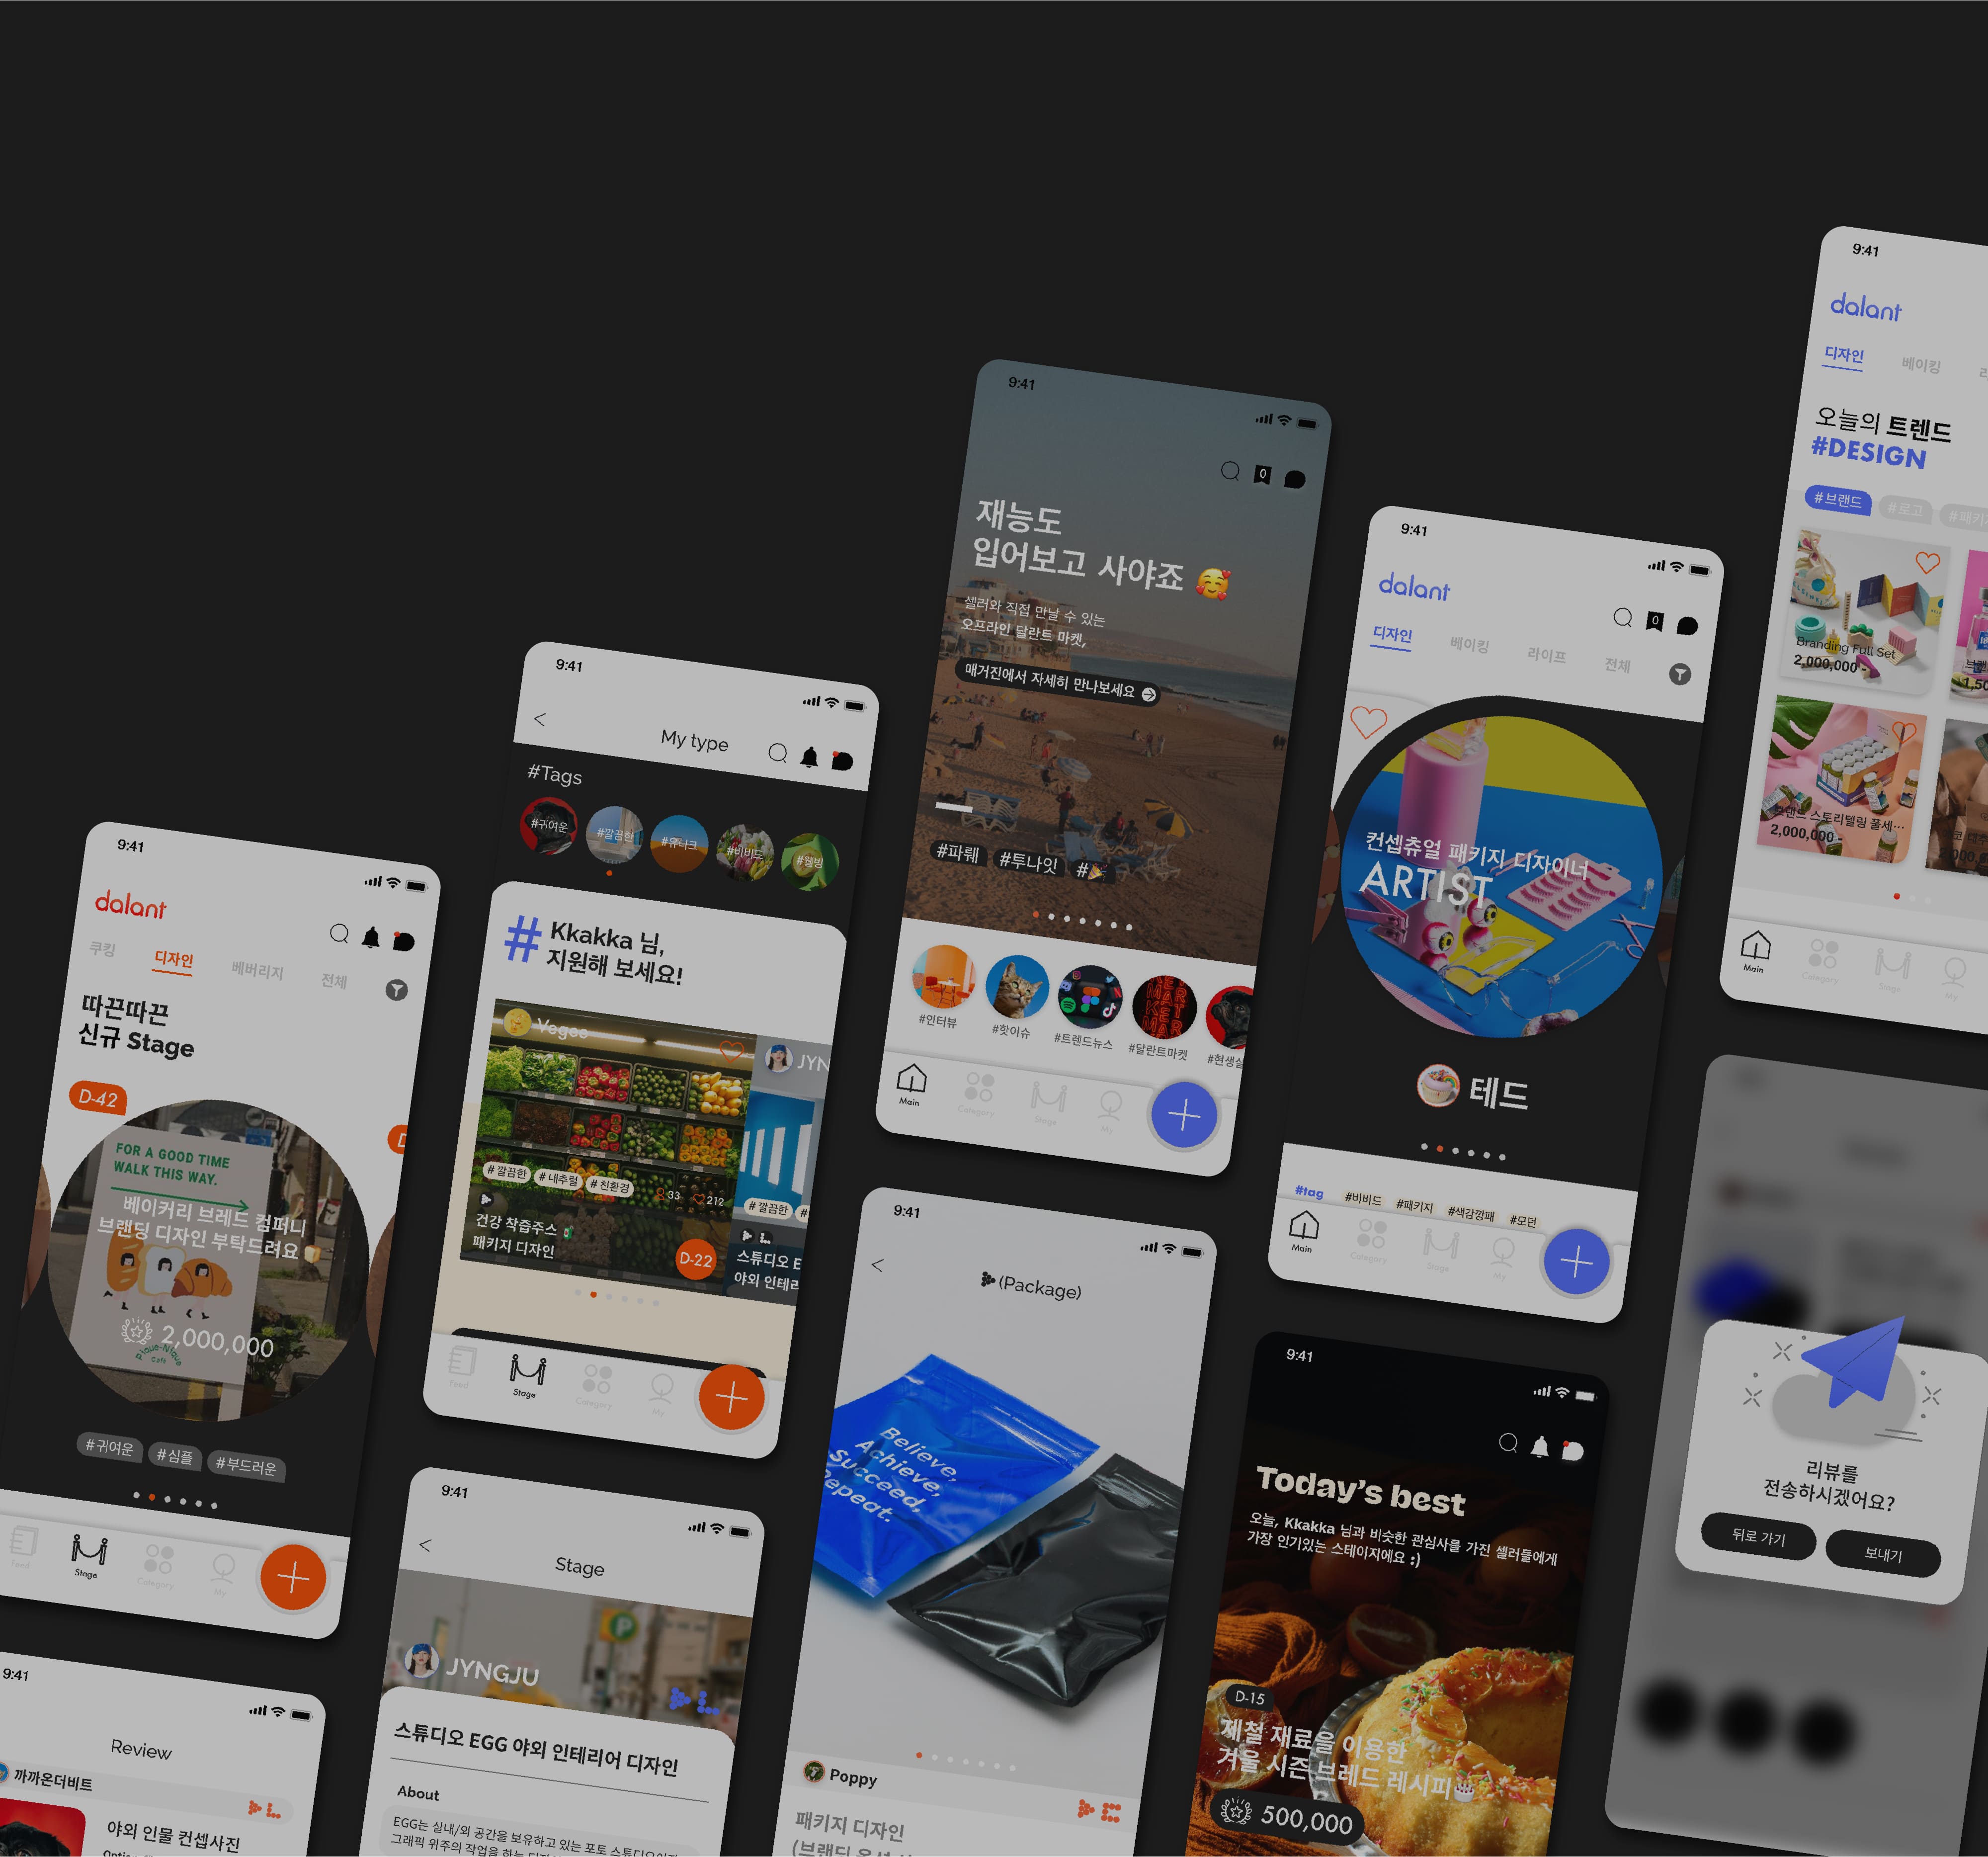 9:41
dalant
쿠킹 디자인 베버리지 전체
따끈따끈
신규 Stage
D-42
FOR A GOOD TIME
WALK THIS WAY.
베이커리 브레드 컴퍼니
브랜딩 디자인 부탁드려요
2,000,000
#귀여운 #심플 #부드러운
Feed Stage Category My
9:41
Review
까까온더비트
야외 인물 컨셉사진
9:41
My type
#Tags
#귀여운 #깔끔한 #유니크 #비비드 #웰빙
# Kkakka 님,
지원해 보세요!
Vegee
JYN
#깔끔한 #내추럴 #친환경 33 212
건강 착즙주스
패키지 디자인
D-22
#깔끔한 #
스튜디오 E
야외 인테리
Feed Stage Category My
9:41
Stage
JYNGJU
스튜디오 EGG 야외 인테리어 디자인
About
EGG는 실내/외 공간을 보유하고 있는 포토 스튜디오이자
그래픽 위주의 작업을 하는
9:41
0
재능도
입어보고 사야죠 🥰
셀러와 직접 만날 수 있는
오프라인 달란트 마켓,
매거진에서 자세히 만나보세요
#파퉤 #투나잇 #🎉
#인터뷰 #핫이슈 #트렌드뉴스 #달란트마켓
Main Category Stage My
9:41
(Package)
Believe,
Achieve,
Succeed,
Repeat.
Poppy
패키지 디자인
9:41
dalant
0
디자인 베이킹 라이프 전체
컨셉츄얼 패키지 디자이너
ARTIST
테드
#tag #비비드 #패키지 #색감깡패 #모던
Main Category Stage My
9:41
Today's best
오늘, Kkakka 님과 비슷한 관심사를 가진 셀러들에게
가장 인기있는 스테이지에요 :)
D-15
제철 재료을 이용한
겨울 시즌 브레드 레시피
500,000
9:41
dalant
디자인 베이킹
오늘의 트렌드
#DESIGN
#브랜드 #로고 #패키지
Branding Full Set
2,000,000
브랜드 스토리텔링 풀세…
2,000,000
Main Category Stage My
리뷰를
전송하시겠어요?
뒤로 가기 보내기